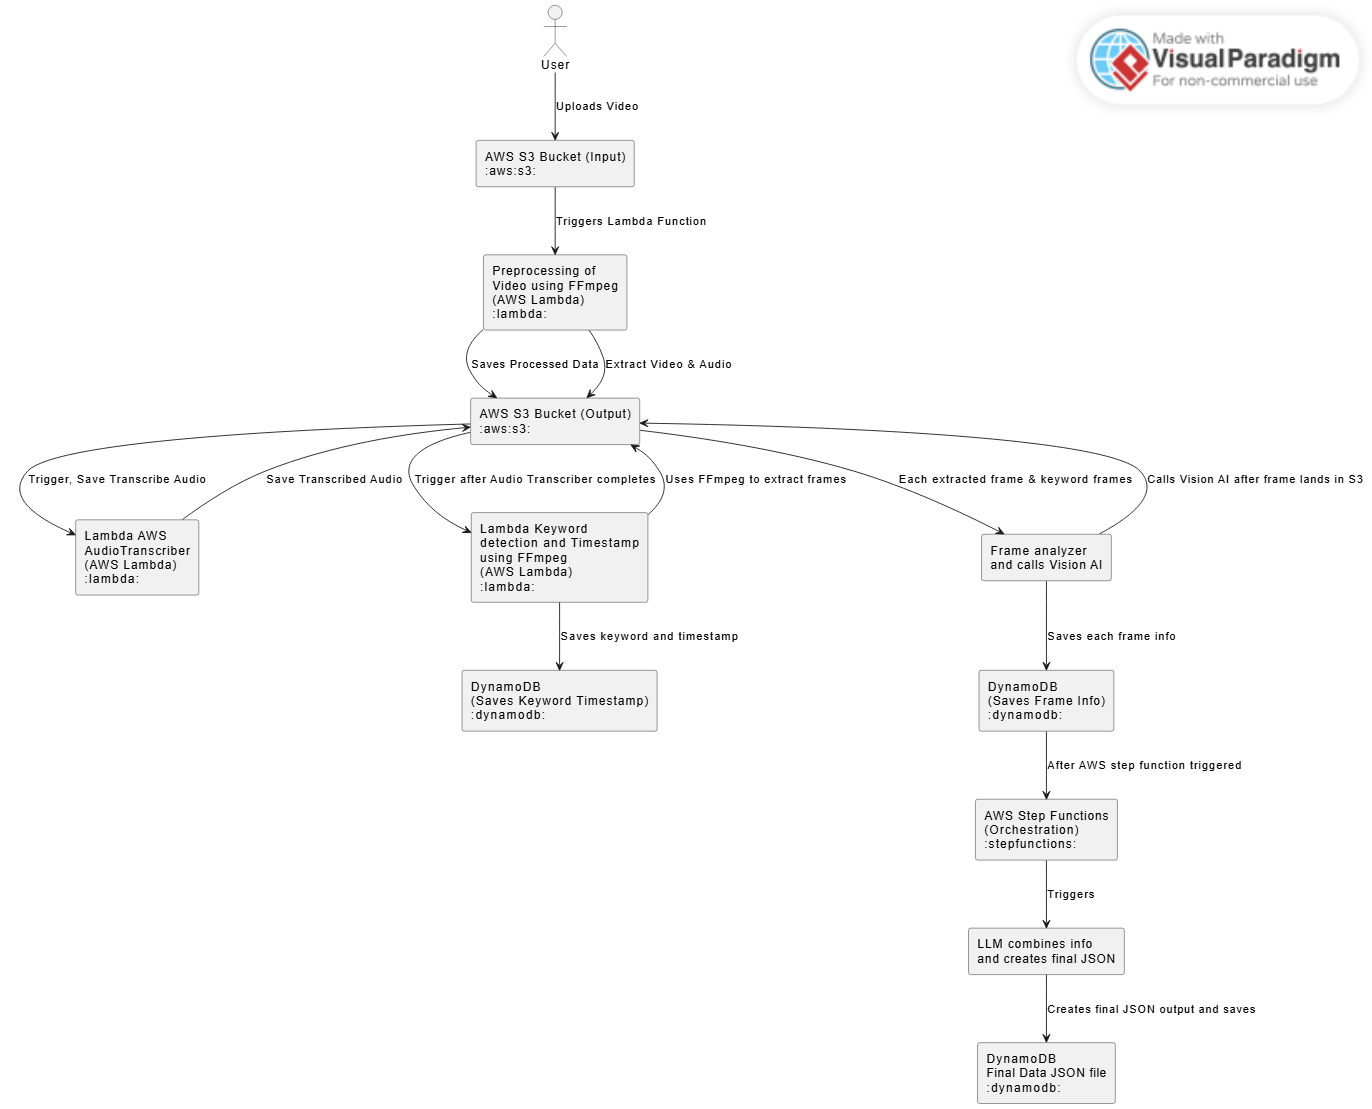 Made with
Visual Paradigm
For non-commercial use
User
Uploads Video
AWS S3 Bucket (Input)
:aws:s3:
Triggers Lambda Function
Preprocessing of
Video using FFmpeg
(AWS Lambda)
:lambda:
Saves Processed Data
Extract Video & Audio
AWS S3 Bucket (Output)
:aws:s3:
Trigger, Save Transcribe Audio
Save Transcribed Audio
Trigger after Audio Transcriber completes
Uses FFmpeg to extract frames
Each extracted frame & keyword frames
Calls Vision AI after frame lands in S3
Lambda AWS
AudioTranscriber
(AWS Lambda)
:lambda:
Lambda Keyword
detection and Timestamp
using FFmpeg
(AWS Lambda)
:lambda:
Frame analyzer
and calls Vision AI
Saves keyword and timestamp
Saves each frame info
DynamoDB
(Saves Keyword Timestamp)
:dynamodb:
DynamoDB
(Saves Frame Info)
:dynamodb:
After AWS step function triggered
AWS Step Functions
(Orchestration)
:stepfunctions:
Triggers
LLM combines info
and creates final JSON
Creates final JSON output and saves
DynamoDB
Final Data JSON file
:dynamodb: